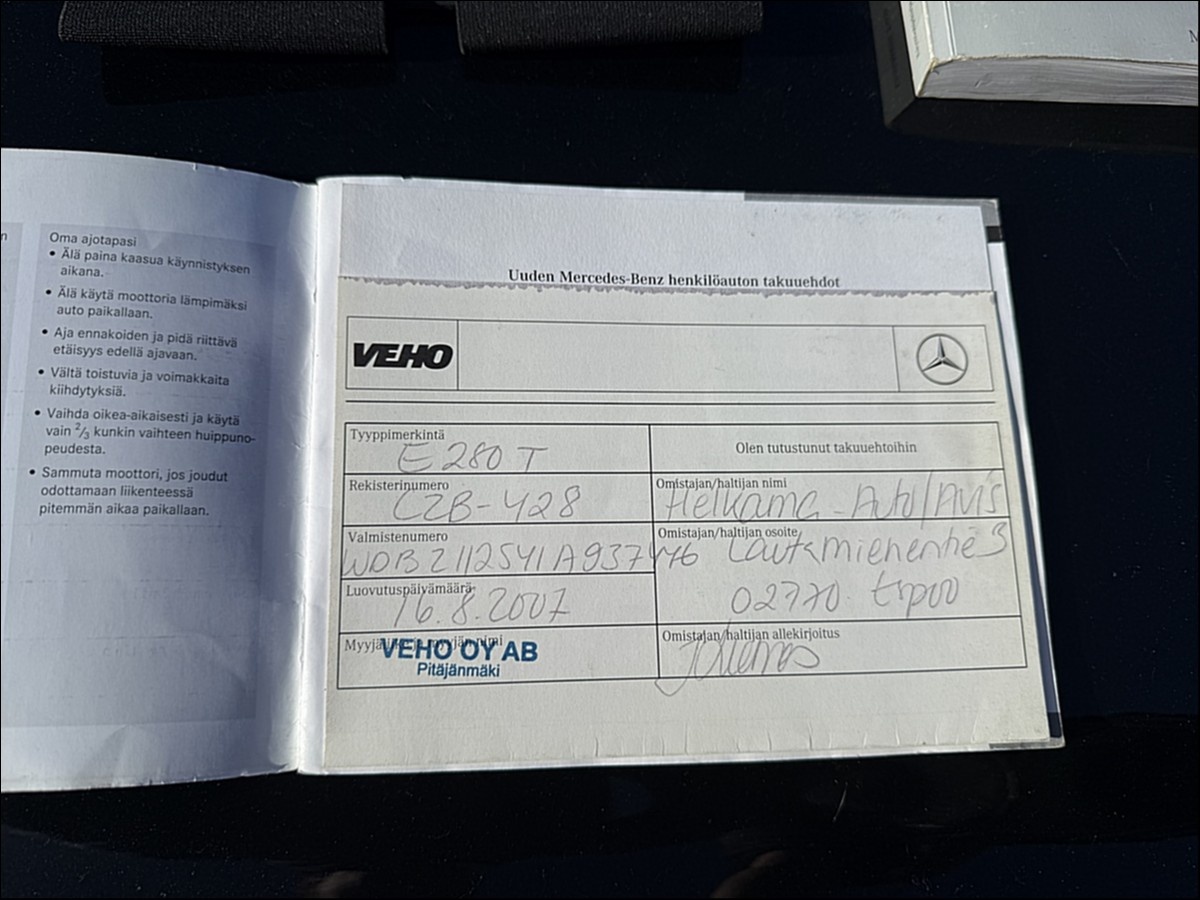 Oma ajotapasi
• Älä paina kaasua käynnistyksen
aikana.
• Älä käytä moottoria lämpimäksi
auto paikallaan.
• Aja ennakoiden ja pidä riittävä
etäisyys edellä ajavaan.
• Vältä toistuvia ja voimakkaita
kiihdytyksiä.
• Vaihda oikea-aikaisesti ja käytä
vain 2/3 kunkin vaihteen huippuno-
peudesta.
• Sammuta moottori, jos joudut
odottamaan liikenteessä
pitemmän aikaa paikallaan.
Uuden Mercedes-Benz henkilöauton takuuehdot
VEHO
Tyyppimerkintä
E 280 T
Olen tutustunut takuuehtoihin
Rekisterinumero
CZB-428
Omistajan/haltijan nimi
Helkama-Auto/AVIS
Valmistenumero
WDB2112541A937446
Omistajan/haltijan osoite
Lautamiehentie 3
02770 Espoo
Luovutuspäivämäärä
16.8.2007
VEHO OY AB
Pitäjänmäki
Omistajan/haltijan allekirjoitus